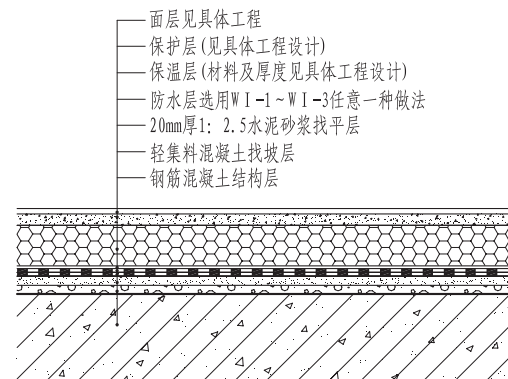 面层见具体工程
保护层(见具体工程设计)
保温层(材料及厚度见具体工程设计)
防水层选用WⅠ-1~WⅠ-3任意一种做法
20mm厚1: 2.5水泥砂浆找平层
轻集料混凝土找坡层
钢筋混凝土结构层